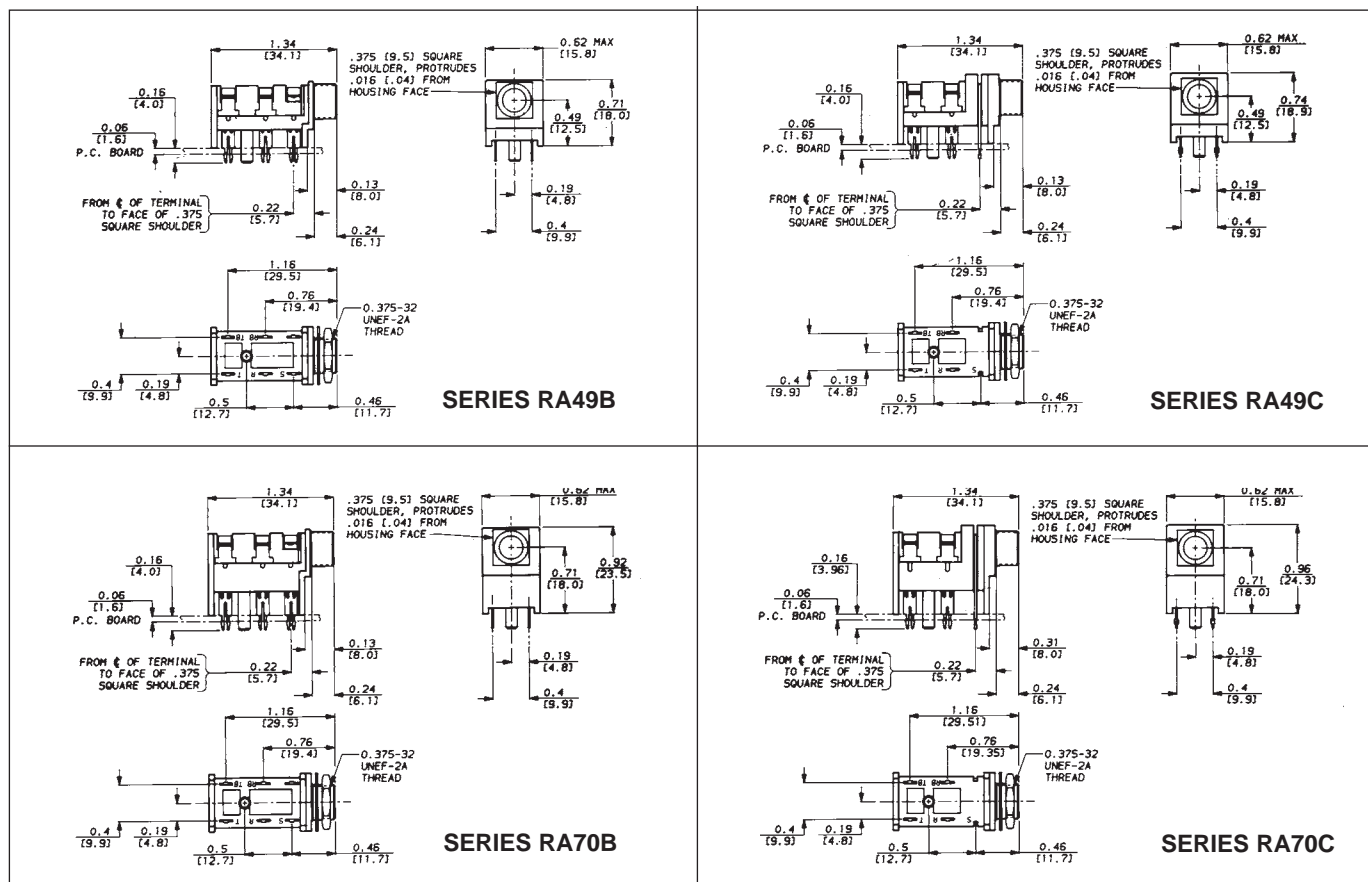 1.34
[34.1]
.375 [9.5] SQUARE
SHOULDER, PROTRUDES
.016 [.04] FROM
HOUSING FACE
0.62 MAX
[15.8]
0.16
[4.0]
0.06
[1.6]
P.C. BOARD
0.71
[18.0]
0.49
[12.5]
0.13
[8.0]
0.19
[4.8]
FROM ℄ OF TERMINAL
TO FACE OF .375
SQUARE SHOULDER
0.22
[5.7]
0.4
[9.9]
0.24
[6.1]
1.16
[29.5]
0.76
[19.4]
0.375-32
UNEF-2A
THREAD
TB RB
T R S
0.4
[9.9]
0.19
[4.8]
0.5
[12.7]
0.46
[11.7]
SERIES RA49B
1.34
[34.1]
.375 [9.5] SQUARE
SHOULDER, PROTRUDES
.016 [.04] FROM
HOUSING FACE
0.62 MAX
[15.8]
0.16
[4.0]
0.06
[1.6]
P.C. BOARD
0.74
[18.9]
0.49
[12.5]
0.13
[8.0]
0.19
[4.8]
FROM ℄ OF TERMINAL
TO FACE OF .375
SQUARE SHOULDER
0.22
[5.7]
0.4
[9.9]
0.24
[6.1]
1.16
[29.5]
0.76
[19.4]
0.375-32
UNEF-2A
THREAD
TB RB
T R S
0.4
[9.9]
0.19
[4.8]
0.5
[12.7]
0.46
[11.7]
SERIES RA49C
1.34
[34.1]
.375 [9.5] SQUARE
SHOULDER, PROTRUDES
.016 [.04] FROM
HOUSING FACE
0.62 MAX
[15.8]
0.16
[4.0]
0.06
[1.6]
P.C. BOARD
0.92
[23.5]
0.71
[18.0]
0.13
[8.0]
0.19
[4.8]
FROM ℄ OF TERMINAL
TO FACE OF .375
SQUARE SHOULDER
0.22
[5.7]
0.4
[9.9]
0.24
[6.1]
1.16
[29.5]
0.76
[19.4]
0.375-32
UNEF-2A
THREAD
TB RB
T R S
0.4
[9.9]
0.19
[4.8]
0.5
[12.7]
0.46
[11.7]
SERIES RA70B
1.34
[34.1]
.375 [9.5] SQUARE
SHOULDER, PROTRUDES
.016 [.04] FROM
HOUSING FACE
0.62 MAX
[15.8]
0.16
[3.96]
0.06
[1.6]
P.C. BOARD
0.96
[24.3]
0.71
[18.0]
0.31
[8.0]
0.19
[4.8]
FROM ℄ OF TERMINAL
TO FACE OF .375
SQUARE SHOULDER
0.22
[5.7]
0.4
[9.9]
0.24
[6.1]
1.16
[29.51]
0.76
[19.35]
0.375-32
UNEF-2A
THREAD
TB RB
T R S
0.4
[9.9]
0.19
[4.8]
0.5
[12.7]
0.46
[11.7]
SERIES RA70C